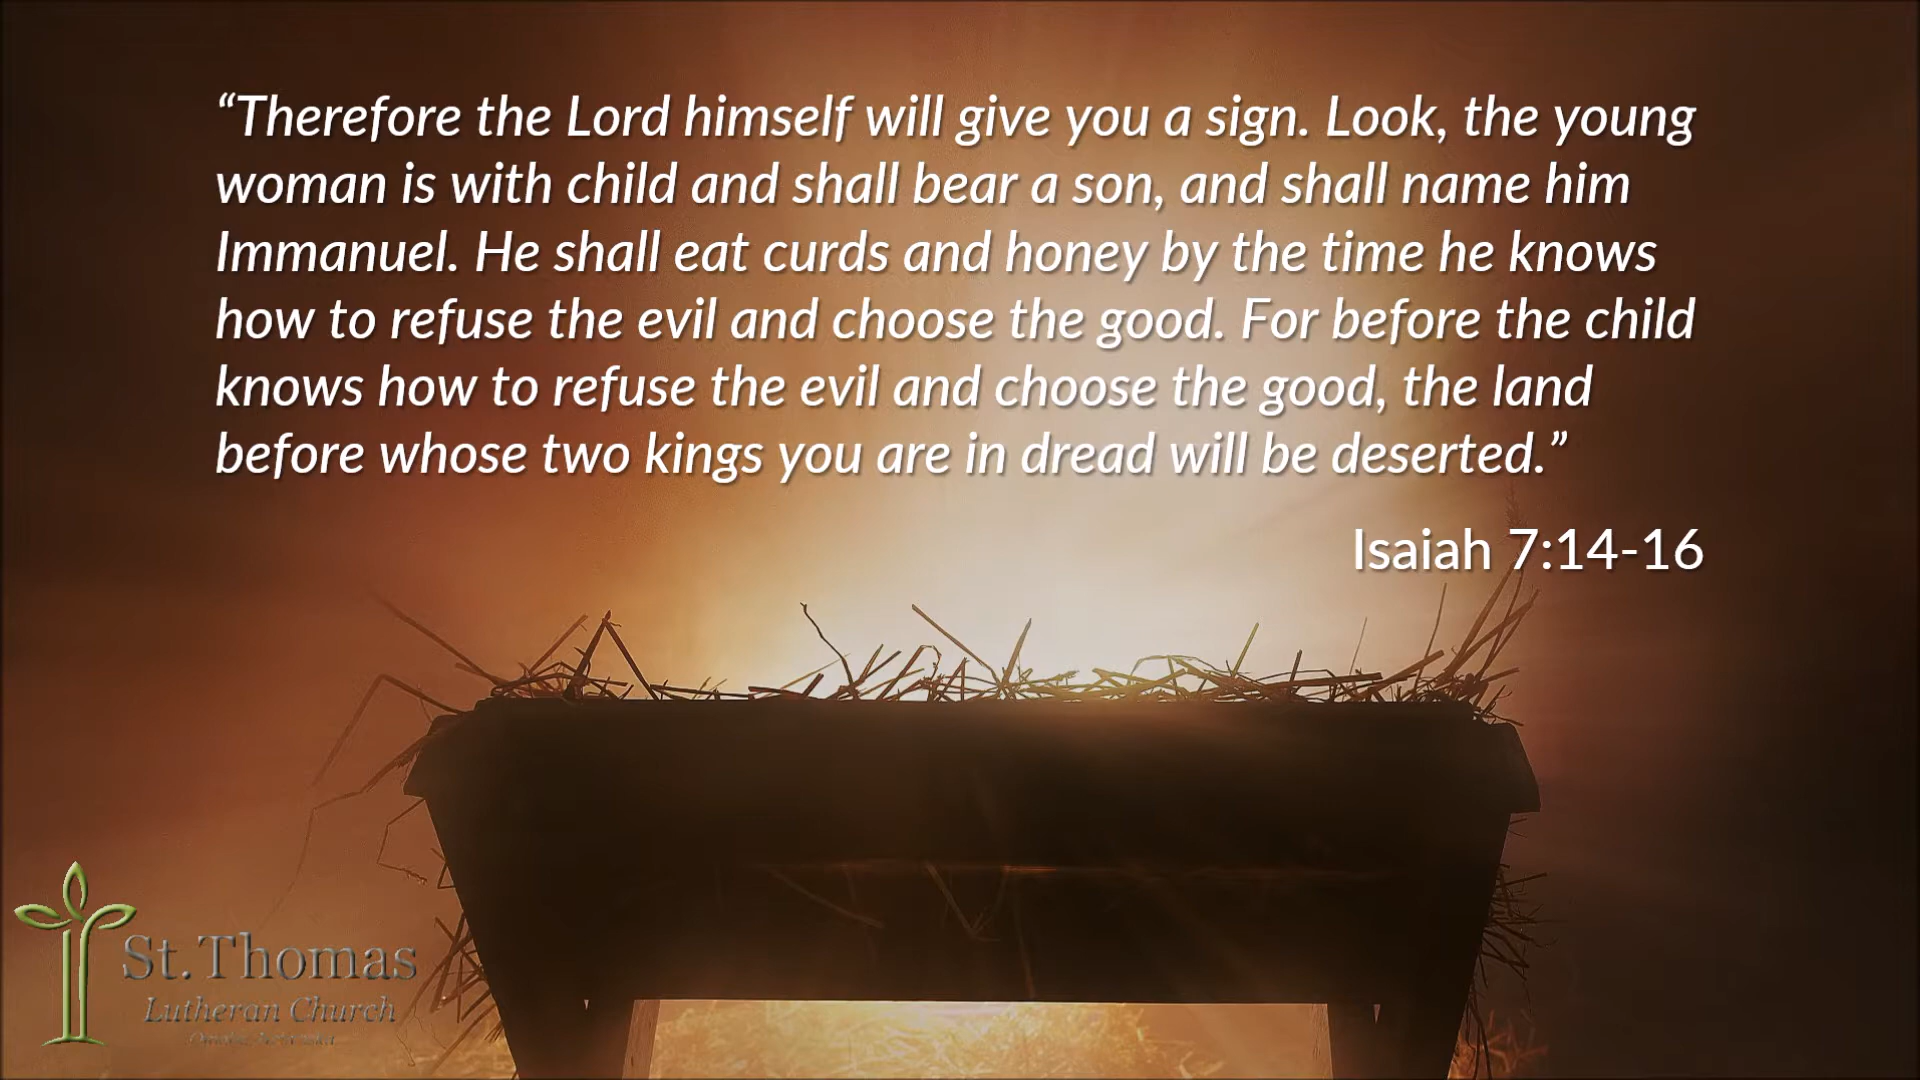 “Therefore the Lord himself will give you a sign. Look, the young
woman is with child and shall bear a son, and shall name him
Immanuel. He shall eat curds and honey by the time he knows
how to refuse the evil and choose the good. For before the child
knows how to refuse the evil and choose the good, the land
before whose two kings you are in dread will be deserted.”
Isaiah 7:14-16
St. Thomas
Lutheran Church